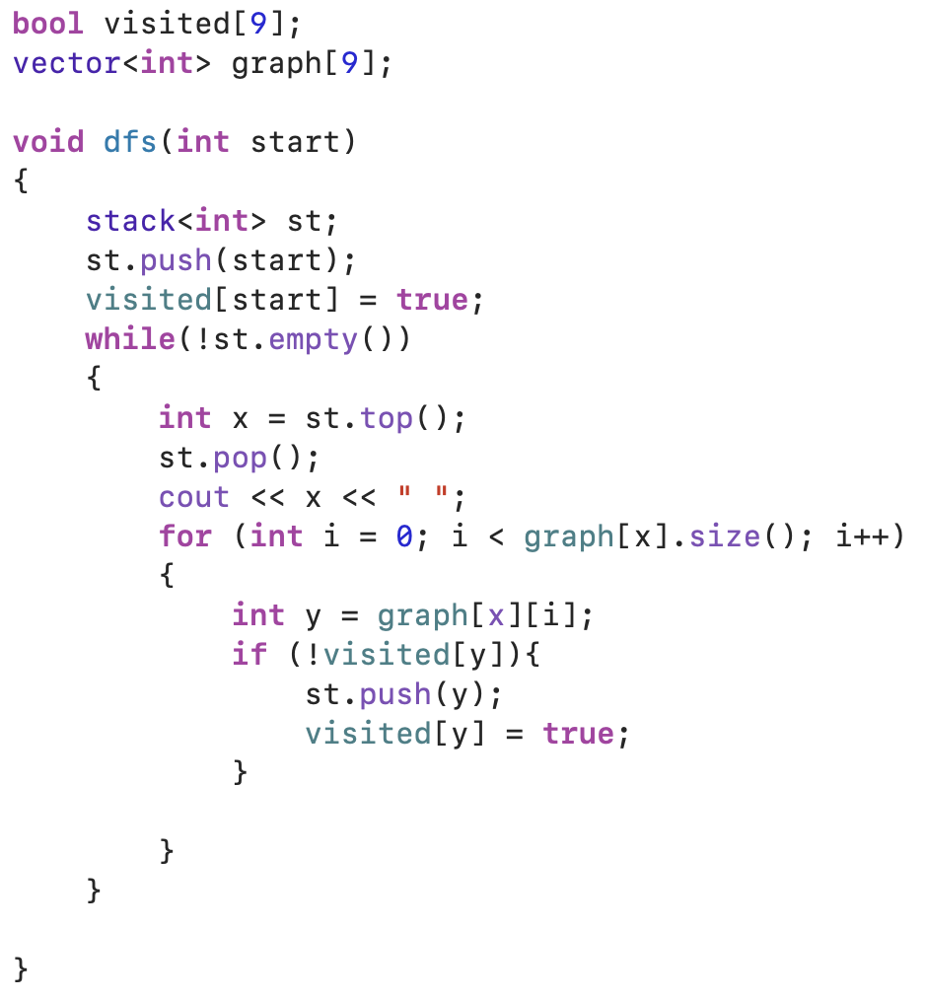 bool visited[9];
vector<int> graph[9];

void dfs(int start)
{
    stack<int> st;
    st.push(start);
    visited[start] = true;
    while(!st.empty())
    {
        int x = st.top();
        st.pop();
        cout << x << " ";
        for (int i = 0; i < graph[x].size(); i++)
        {
            int y = graph[x][i];
            if (!visited[y]){
                st.push(y);
                visited[y] = true;
            }

        }
    }

}